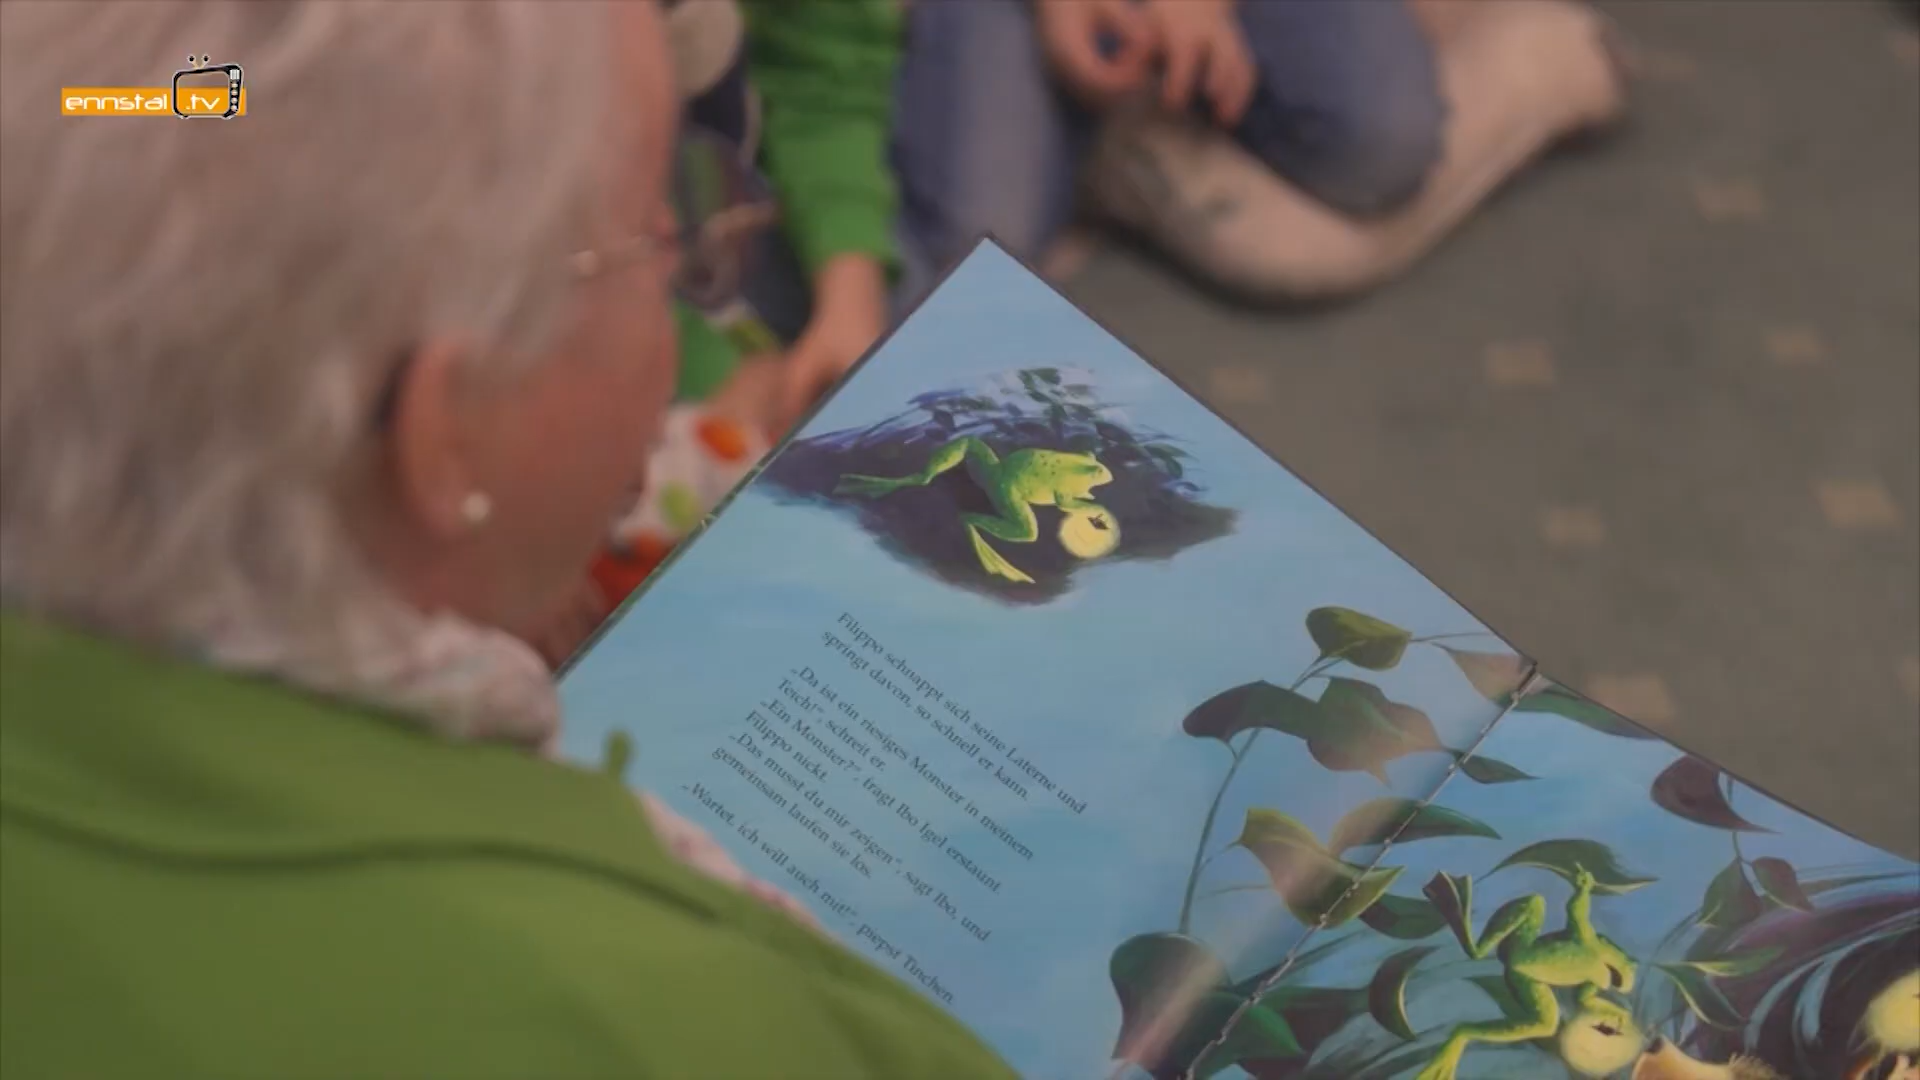 ennstal .tv
Filippo schnappt sich seine Laterne und
springt davon, so schnell er kann.
„Da ist ein riesiges Monster in meinem
Teich!“, schreit er.
„Ein Monster?“, fragt Ibo Igel erstaunt.
Filippo nickt.
„Das musst du mir zeigen“, sagt Ibo, und
gemeinsam laufen sie los.
„Wartet, ich will auch mit!“, piepst Tinchen.